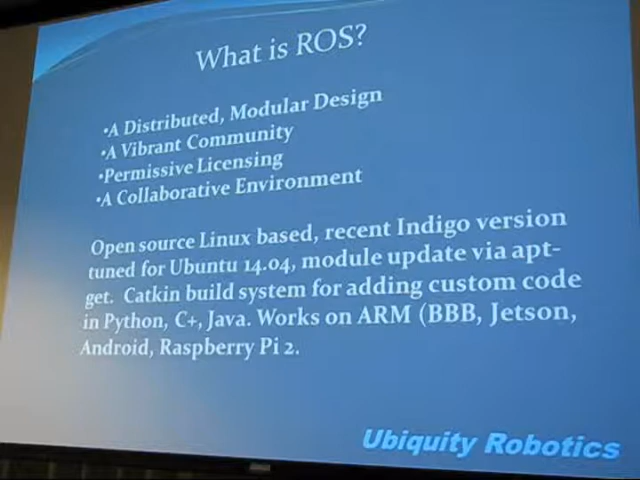 What is ROS?
•A Distributed, Modular Design
•A Vibrant Community
•Permissive Licensing
•A Collaborative Environment
Open source Linux based, recent Indigo version
tuned for Ubuntu 14.04, module update via apt-
get. Catkin build system for adding custom code
in Python, C+, Java. Works on ARM (BBB, Jetson,
Android, Raspberry Pi 2.
Ubiquity Robotics